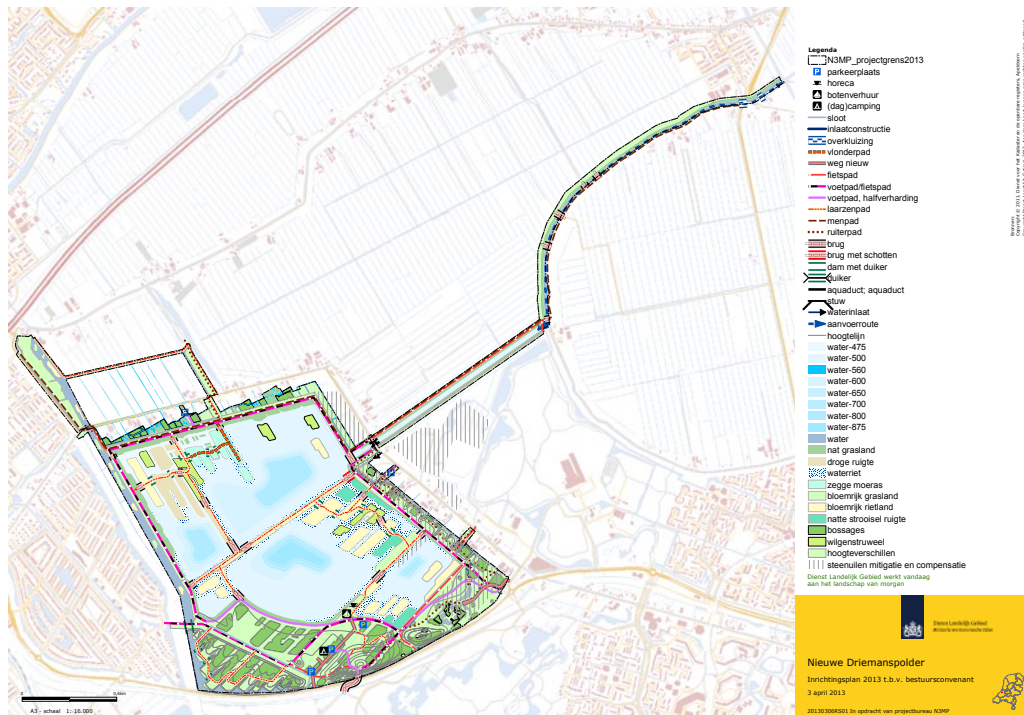 Legenda
N3MP_projectgrens2013
parkeerplaats
horeca
botenverhuur
(dag)camping
sloot
inlaatconstructie
overkluizing
vlonderpad
weg nieuw
fietspad
voetpad/fietspad
voetpad, halfverharding
laarzenpad
menpad
ruiterpad
brug
brug met schotten
dam met duiker
duiker
aquaduct; aquaduct
stuw
waterinlaat
aanvoerroute
hoogtelijn
water-475
water-500
water-560
water-600
water-650
water-700
water-800
water-875
water
nat grasland
droge ruigte
waterriet
zegge moeras
bloemrijk grasland
bloemrijk rietland
natte strooisel ruigte
bossages
wilgenstruweel
hoogteverschillen
steenuilen mitigatie en compensatie
Dienst Landelijk Gebied werkt vandaag
aan het landschap van morgen
Dienst Landelijk Gebied
Nieuwe Driemanspolder
Inrichtingsplan 2013 t.b.v. bestuursconvenant
3 april 2013
20130306RS01 In opdracht van projectbureau N3MP
A3 - schaal 1: 16.000
Bronnen